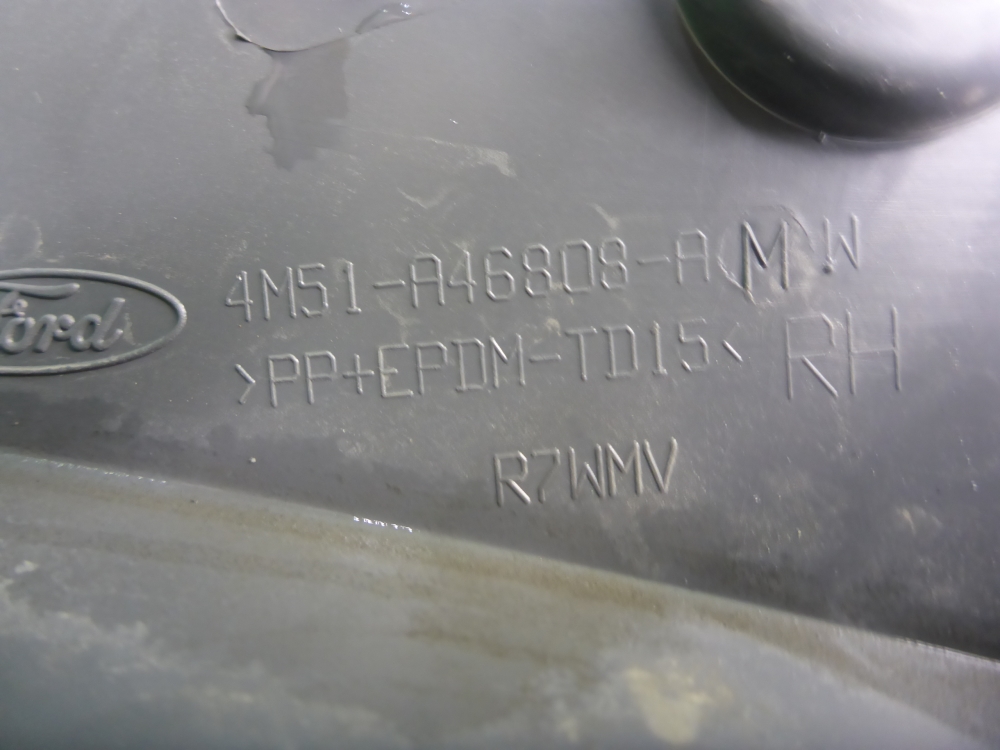 Ford
4M51-A46808-AMW
>PP+EPDM-TD15< RH
R7WMV